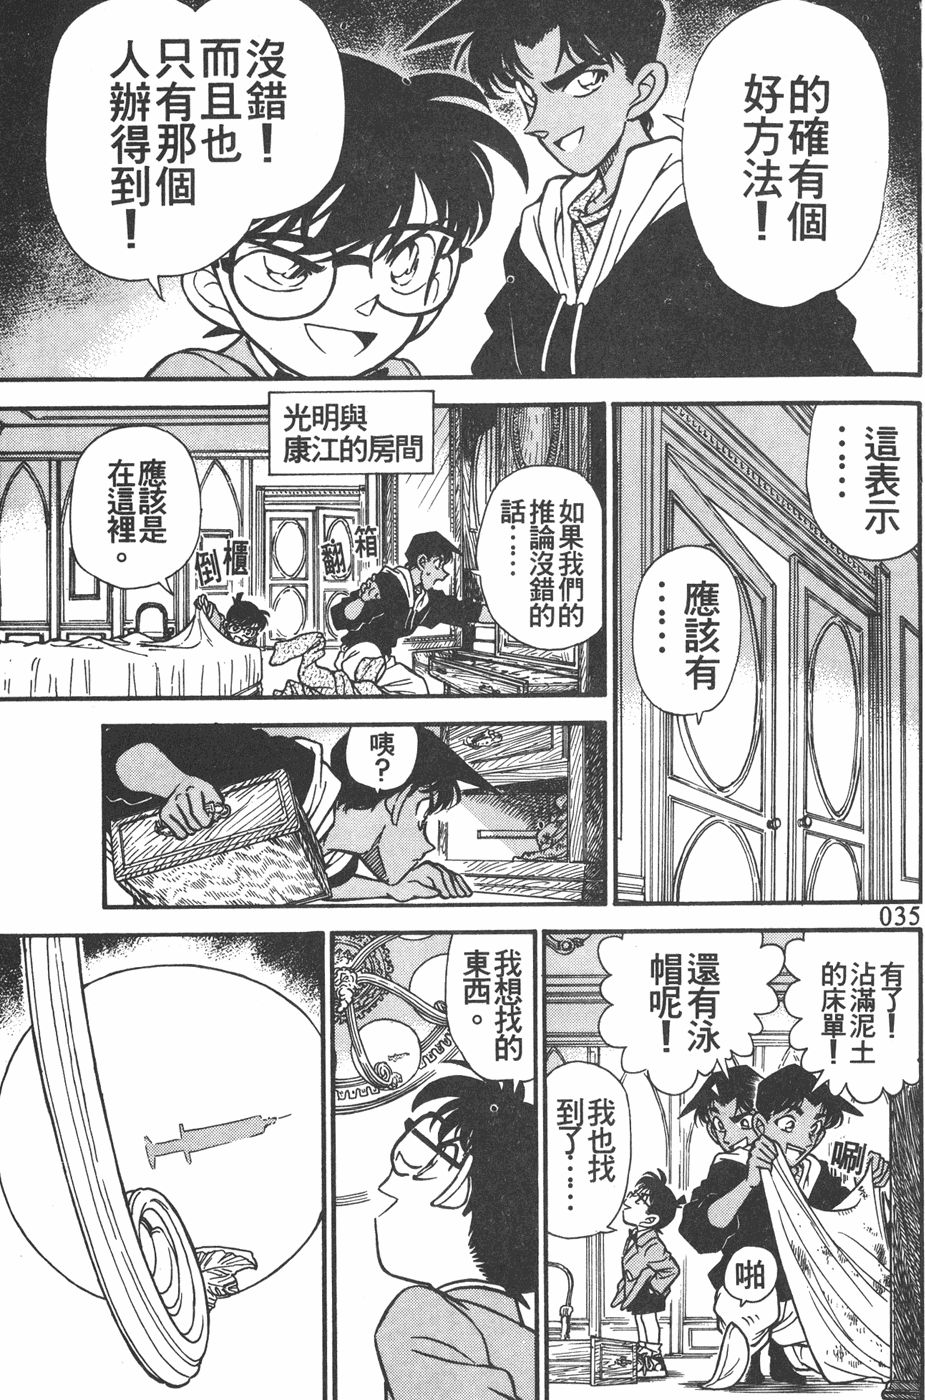 的確有個
好方法！
沒錯！
而且也
只有那個
人辦得到！
這表示
……
應該有
……
光明與
康江的房間
如果我們的
推論沒錯的
話……
翻箱
倒櫃
應該是
在這裡。
咦？
035
有了！
沾滿泥土
的床單！
還有泳
帽呢！
唰
啪
我也找
到了……
我想找的
東西。